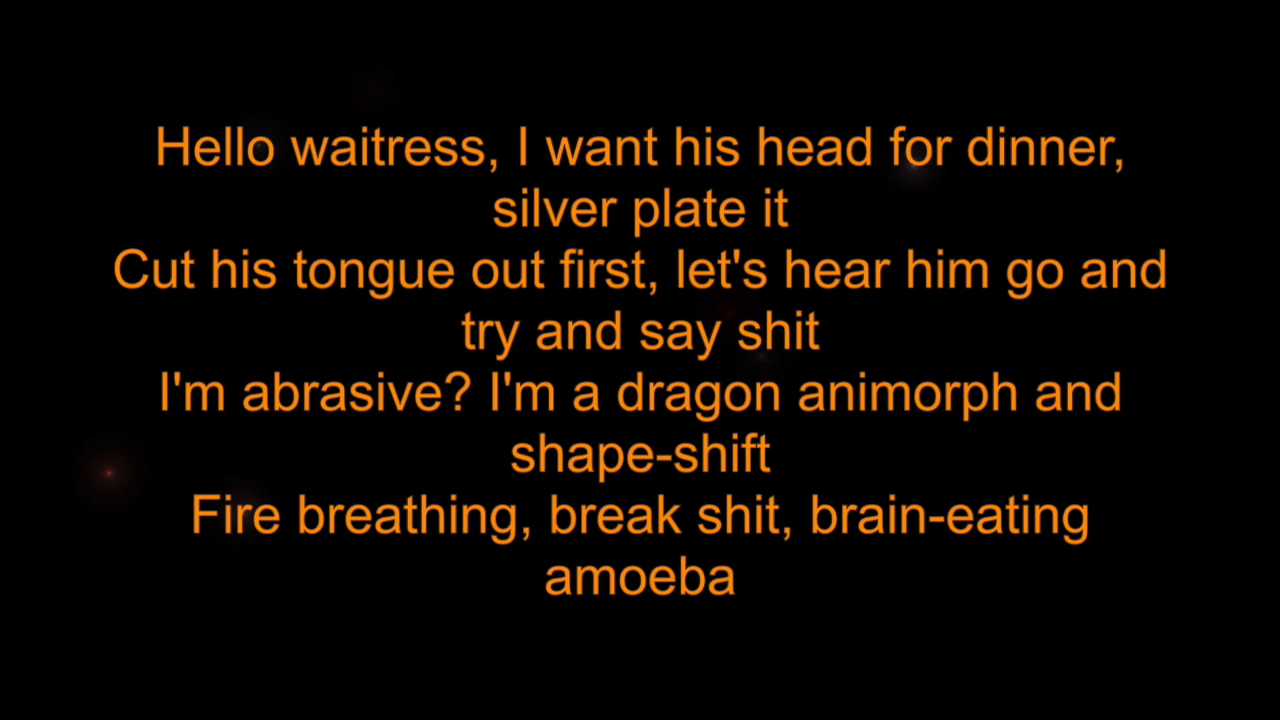 Hello waitress, I want his head for dinner,
silver plate it
Cut his tongue out first, let's hear him go and
try and say shit
I'm abrasive? I'm a dragon animorph and
shape-shift
Fire breathing, break shit, brain-eating
amoeba